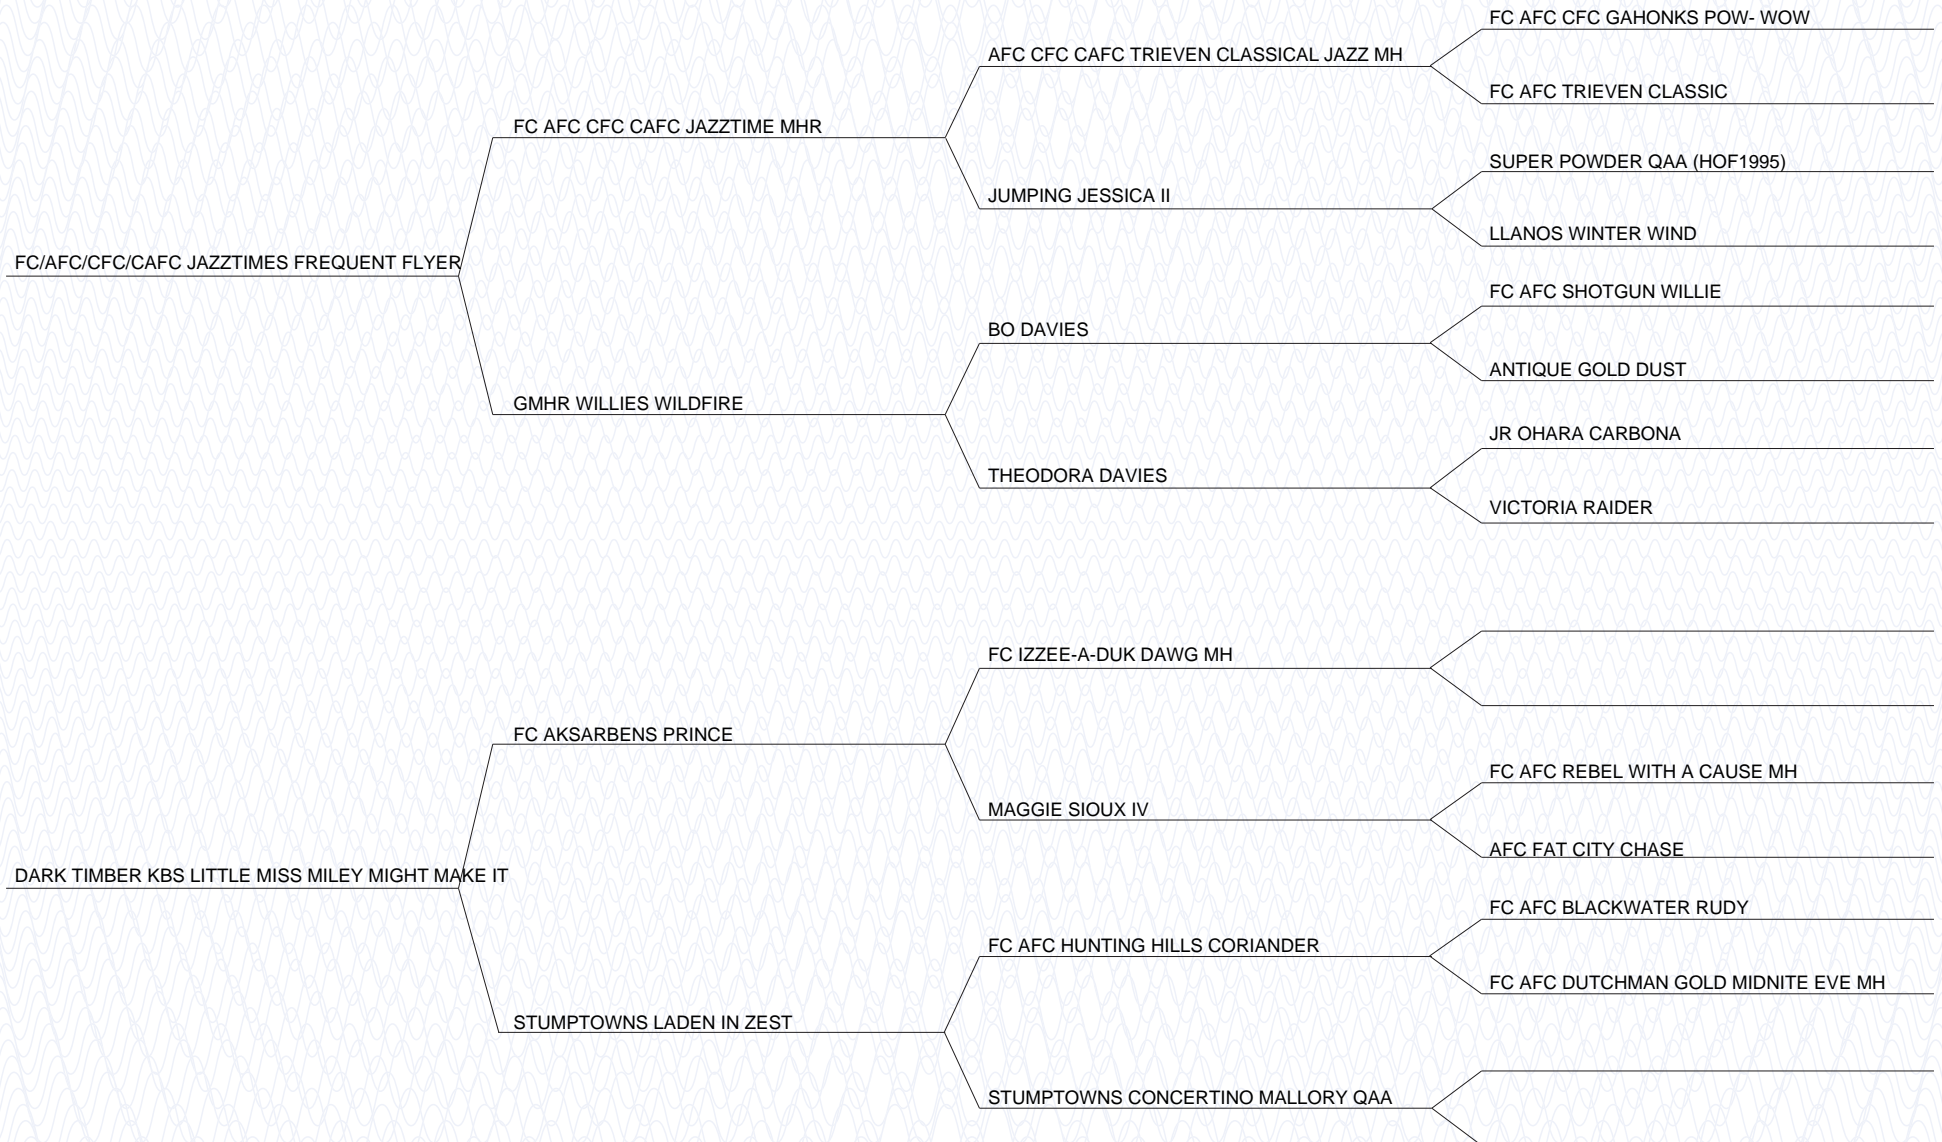 FC AFC CFC GAHONKS POW- WOW
AFC CFC CAFC TRIEVEN CLASSICAL JAZZ MH
FC AFC TRIEVEN CLASSIC
FC AFC CFC CAFC JAZZTIME MHR
SUPER POWDER QAA (HOF1995)
JUMPING JESSICA II
LLANOS WINTER WIND
FC/AFC/CFC/CAFC JAZZTIMES FREQUENT FLYER
FC AFC SHOTGUN WILLIE
BO DAVIES
ANTIQUE GOLD DUST
GMHR WILLIES WILDFIRE
JR OHARA CARBONA
THEODORA DAVIES
VICTORIA RAIDER
FC IZZEE-A-DUK DAWG MH
FC AKSARBENS PRINCE
FC AFC REBEL WITH A CAUSE MH
MAGGIE SIOUX IV
AFC FAT CITY CHASE
DARK TIMBER KBS LITTLE MISS MILEY MIGHT MAKE IT
FC AFC BLACKWATER RUDY
FC AFC HUNTING HILLS CORIANDER
FC AFC DUTCHMAN GOLD MIDNITE EVE MH
STUMPTOWNS LADEN IN ZEST
STUMPTOWNS CONCERTINO MALLORY QAA